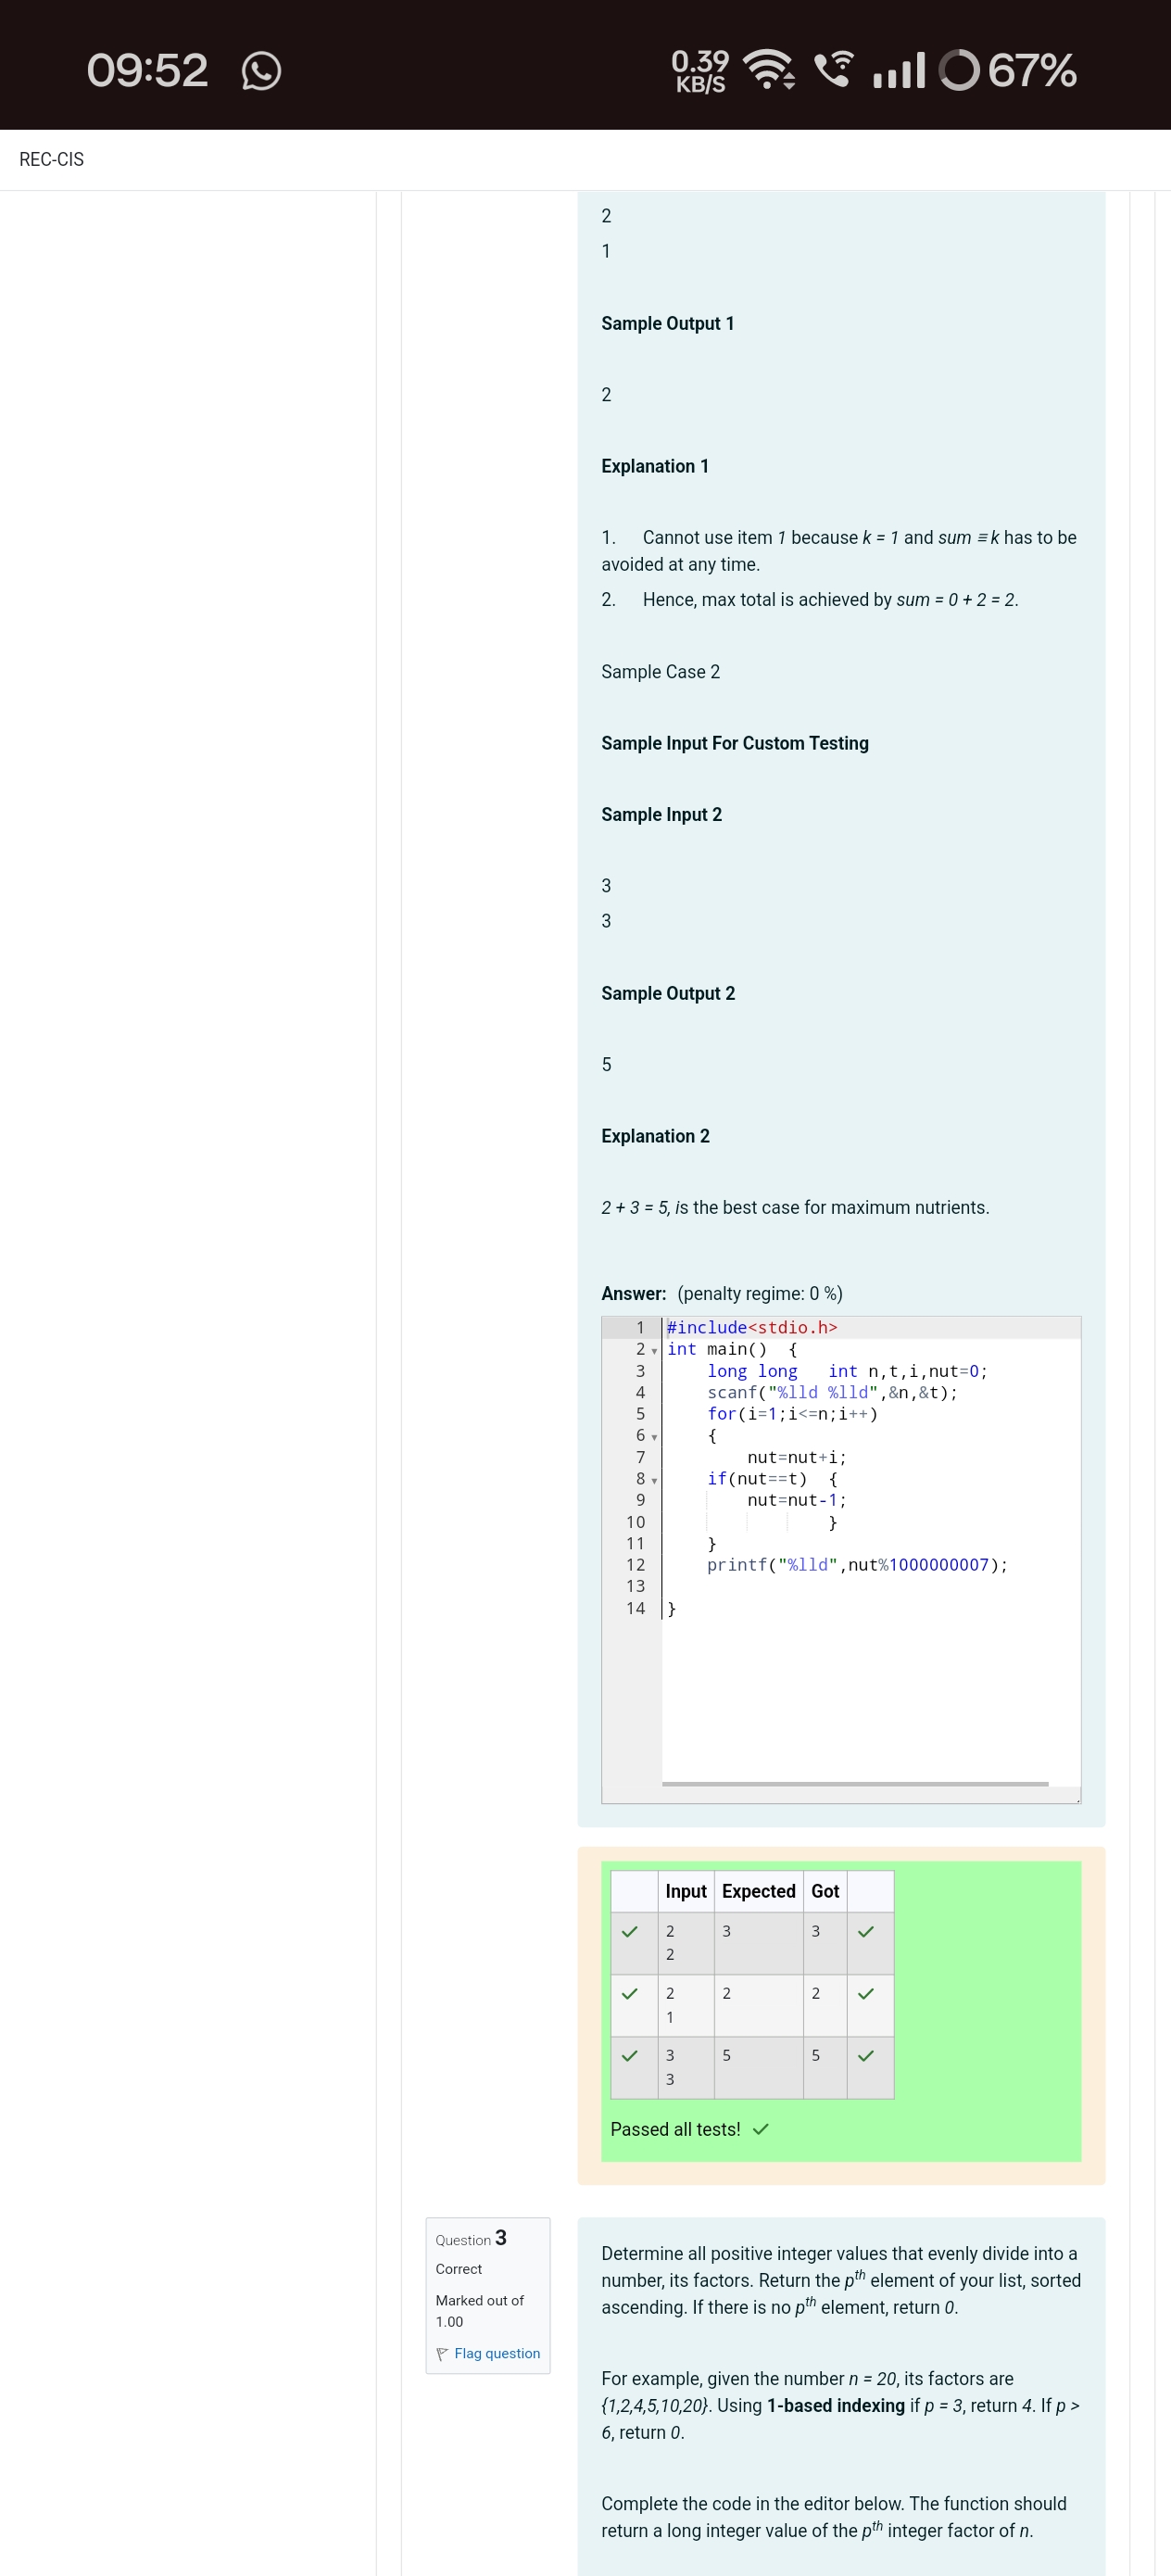 09:52
0.39
KB/S
67%
REC-CIS
2
1
Sample Output 1
2
Explanation 1
1. Cannot use item 1 because k = 1 and sum ≡ k has to be
avoided at any time.
2. Hence, max total is achieved by sum = 0 + 2 = 2.
Sample Case 2
Sample Input For Custom Testing
Sample Input 2
3
3
Sample Output 2
5
Explanation 2
2 + 3 = 5, is the best case for maximum nutrients.
Answer: (penalty regime: 0 %)
1 #include<stdio.h>
2 int main()  {
3     long long   int n,t,i,nut=0;
4     scanf("%lld %lld",&n,&t);
5     for(i=1;i<=n;i++)
6     {
7         nut=nut+i;
8     if(nut==t)  {
9         nut=nut-1;
10                 }
11     }
12     printf("%lld",nut%1000000007);
13
14 }
Input Expected Got
2 3 3
2
2 2 2
1
3 5 5
3
Passed all tests!
Question 3
Correct
Marked out of
1.00
Flag question
Determine all positive integer values that evenly divide into a
number, its factors. Return the pth element of your list, sorted
ascending. If there is no pth element, return 0.
For example, given the number n = 20, its factors are
{1,2,4,5,10,20}. Using 1-based indexing if p = 3, return 4. If p >
6, return 0.
Complete the code in the editor below. The function should
return a long integer value of the pth integer factor of n.